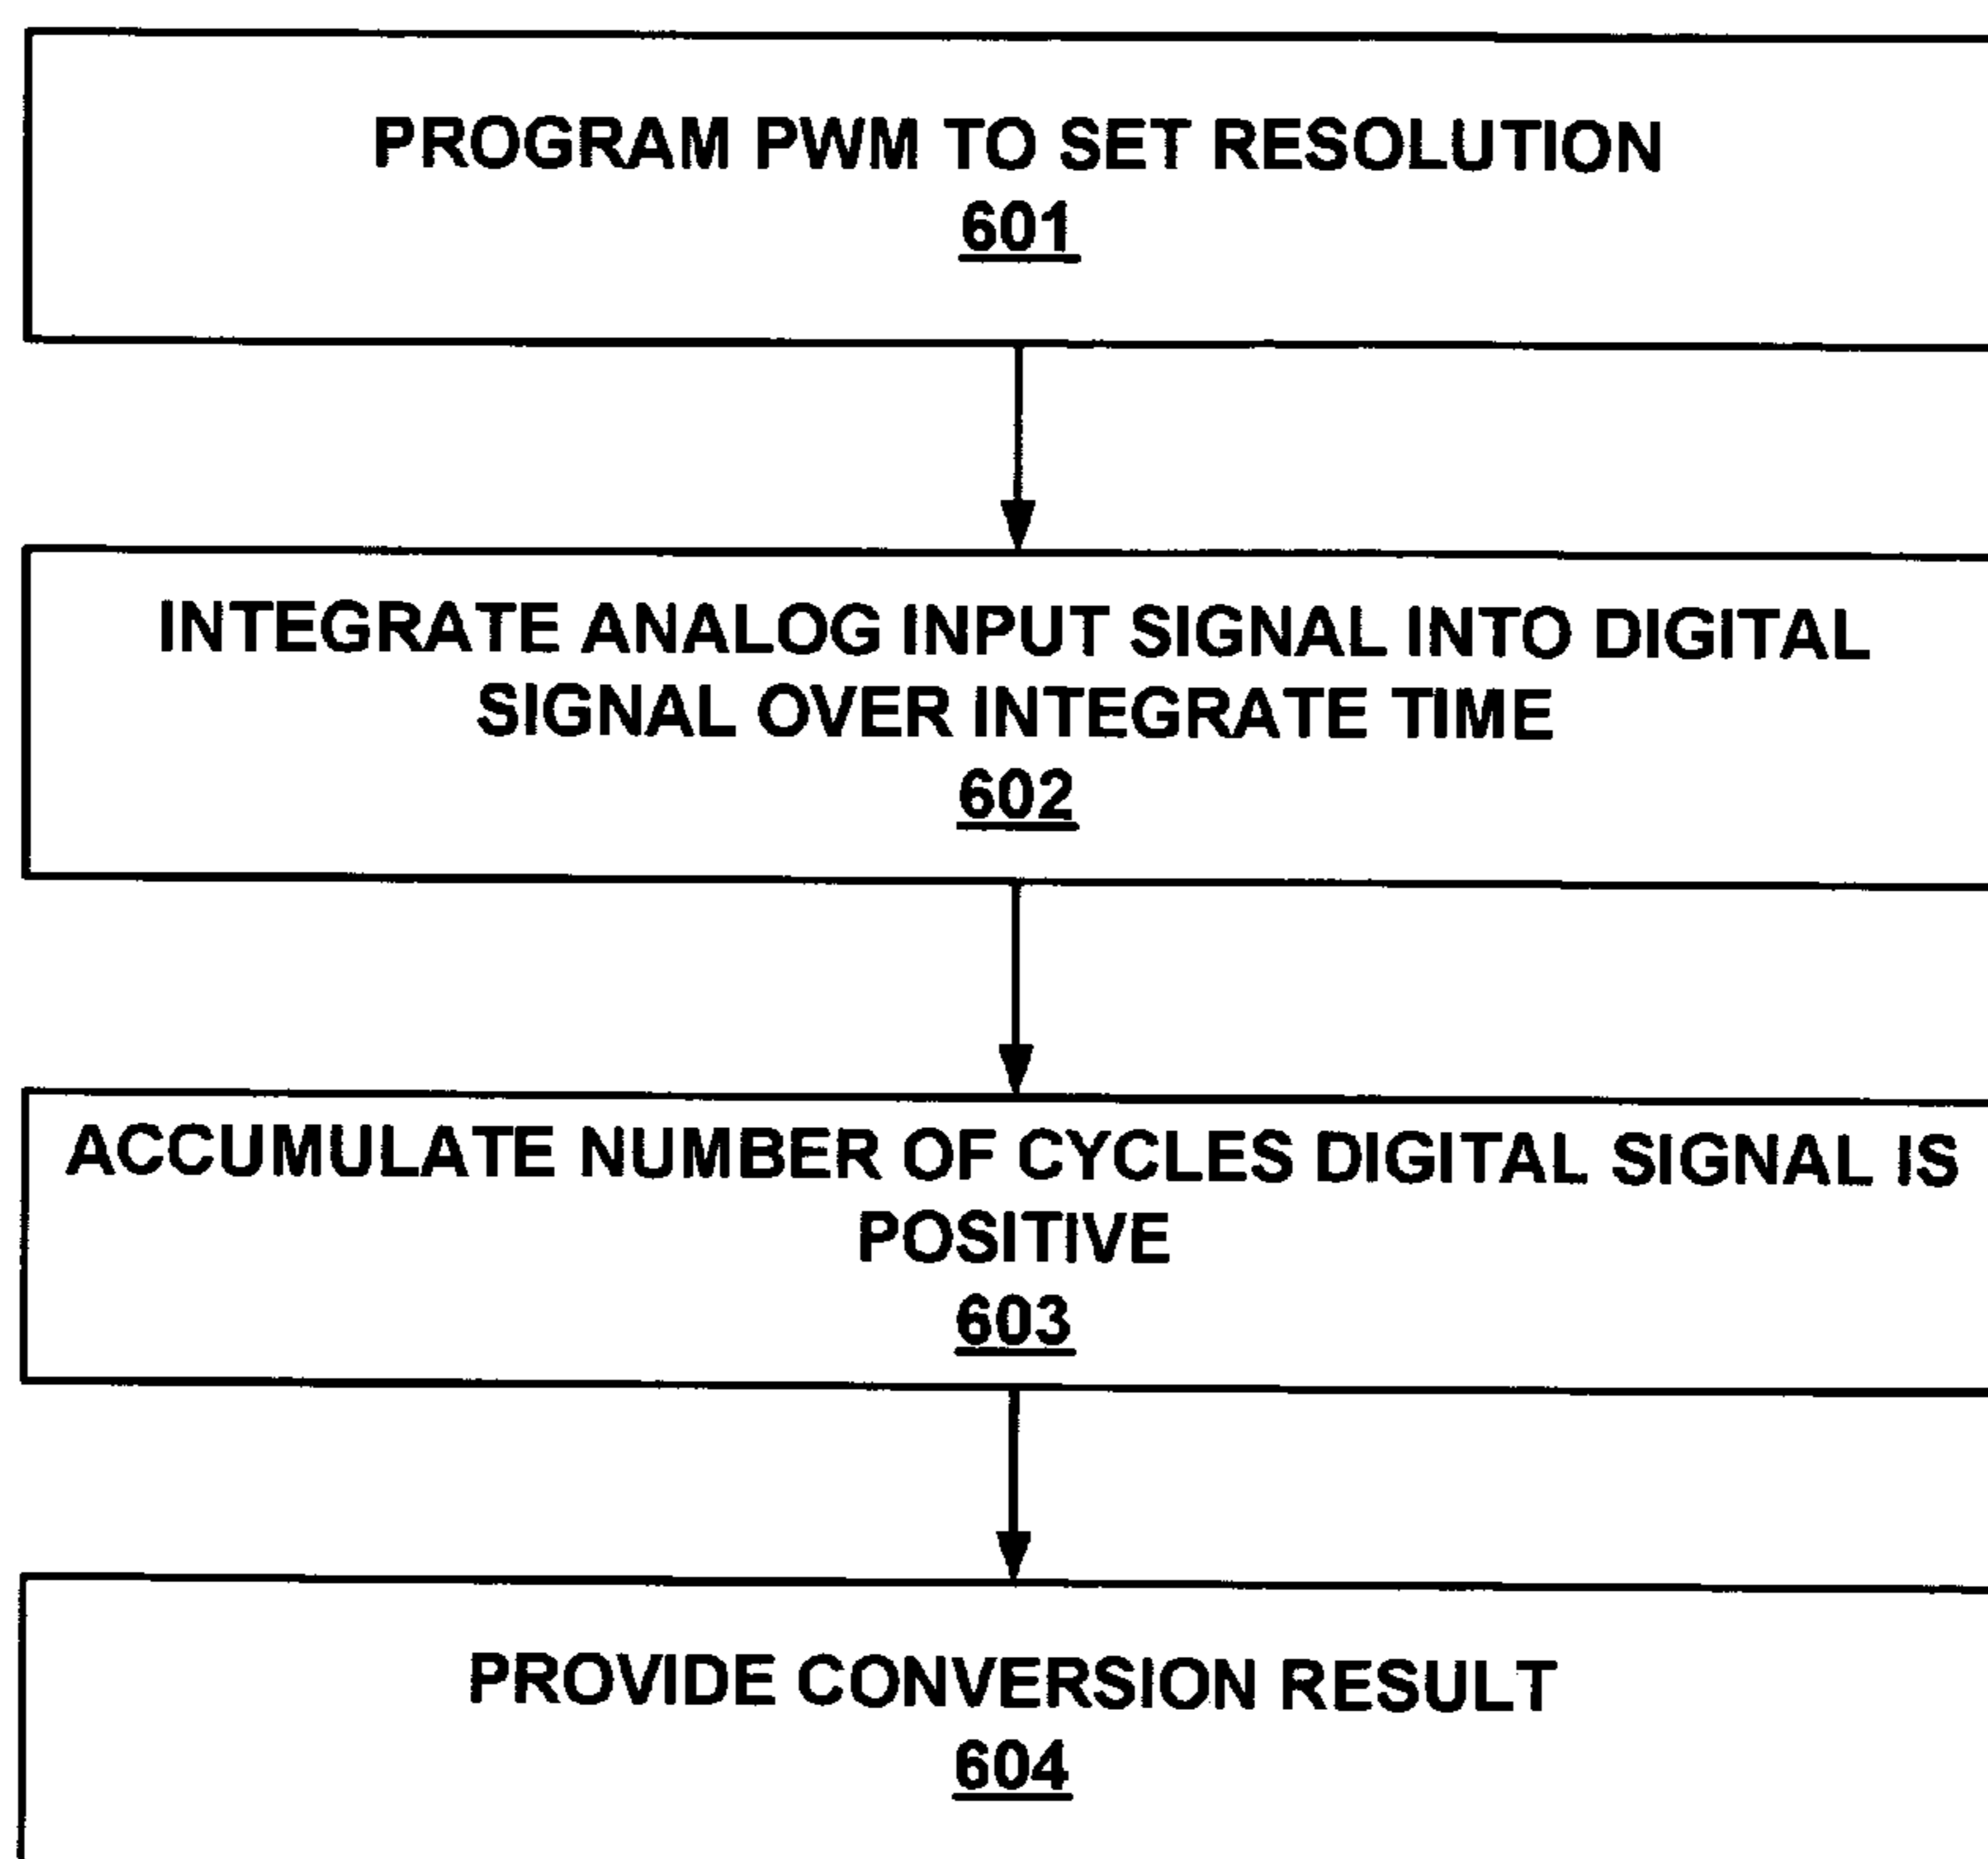 PROGRAM PWM TO SET RESOLUTION
601
INTEGRATE ANALOG INPUT SIGNAL INTO DIGITAL
SIGNAL OVER INTEGRATE TIME
602
ACCUMULATE NUMBER OF CYCLES DIGITAL SIGNAL IS
POSITIVE
603
PROVIDE CONVERSION RESULT
604